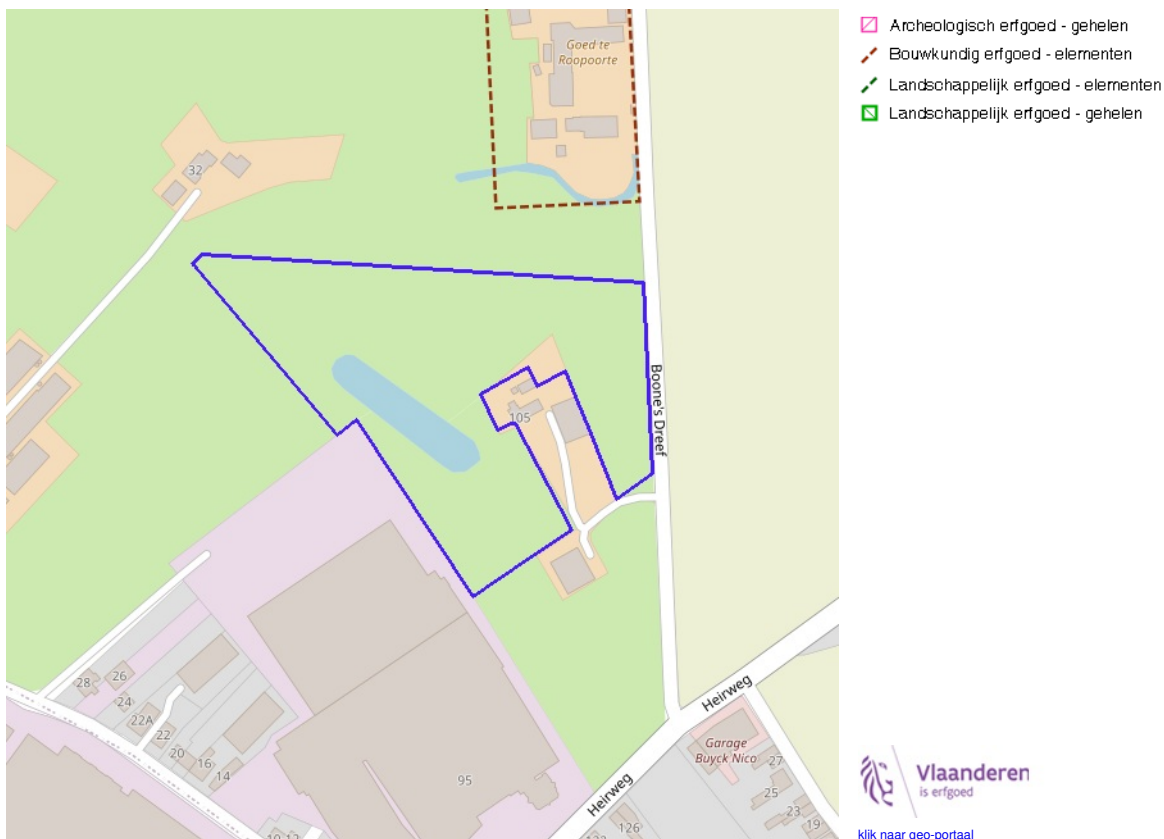 Goed te
Roopoorte
32
105
Boone's Dreef
Heirweg
Garage
Buyck Nico
27
25
23
19
95
Heirweg
126
28
26
24
22A
22
20
16
14
Archeologisch erfgoed - gehelen
Bouwkundig erfgoed - elementen
Landschappelijk erfgoed - elementen
Landschappelijk erfgoed - gehelen
Vlaanderen
is erfgoed
klik naar geo-portaal